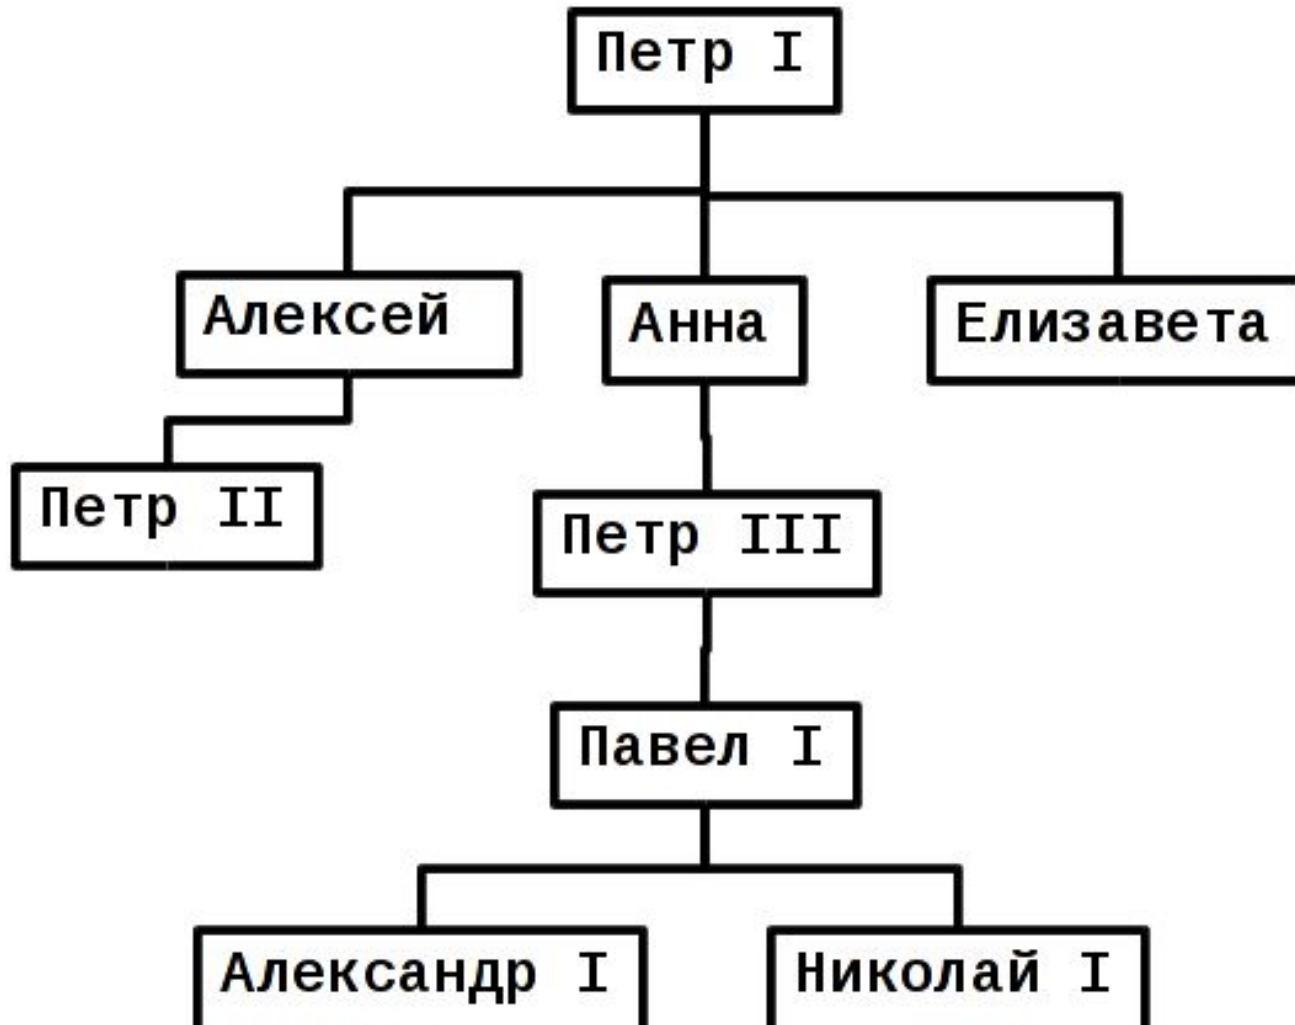 Петр I
Алексей
Анна
Елизавета
Петр II
Петр III
Павел I
Александр I
Николай I